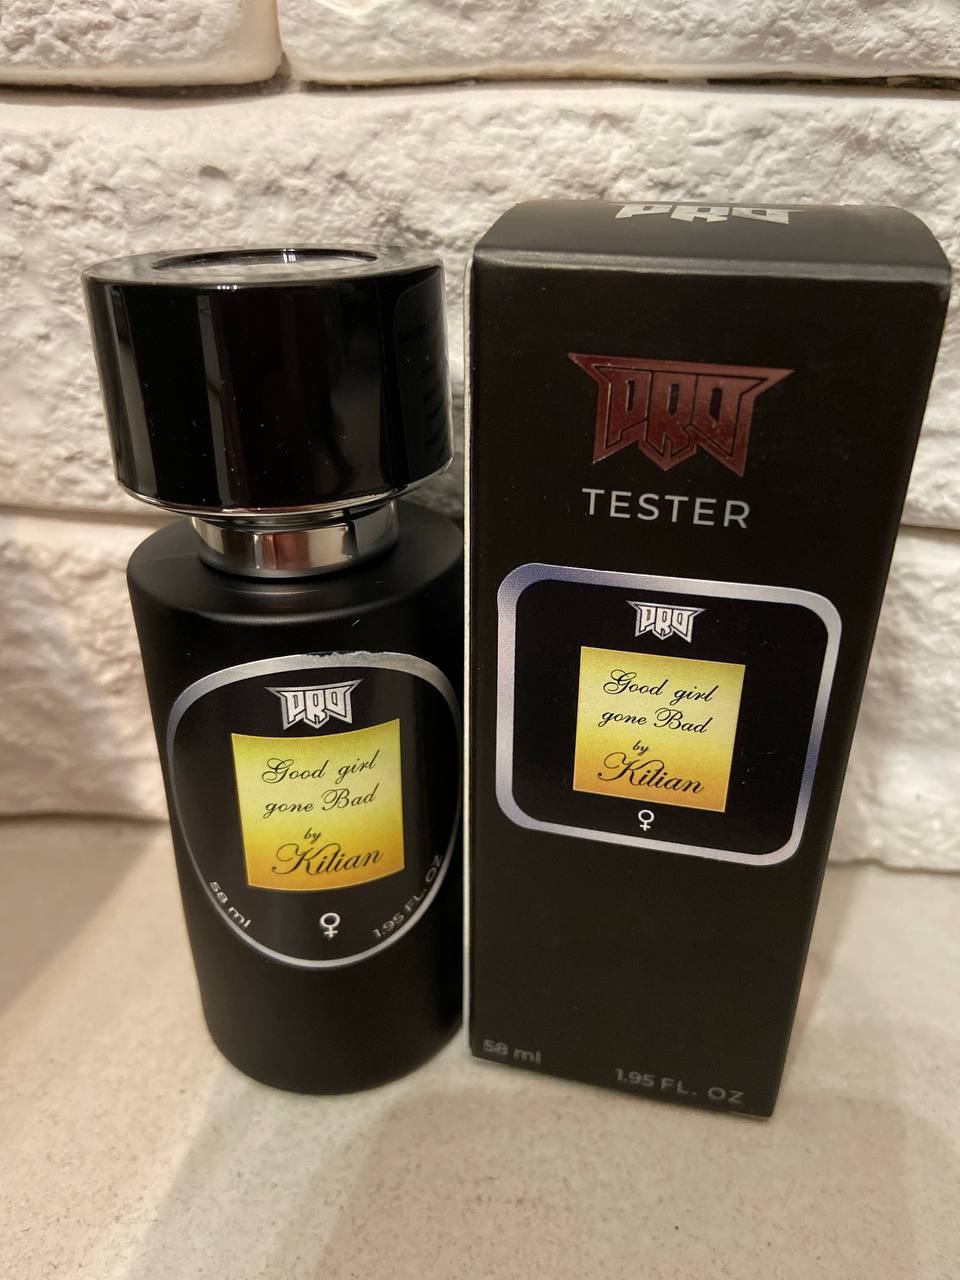 PRO
Good girl
gone Bad
by
Kilian
58 ml
1.95 FL. OZ
PRO
PRO
TESTER
PRO
Good girl
gone Bad
by
Kilian
58 ml
1.95 FL. OZ